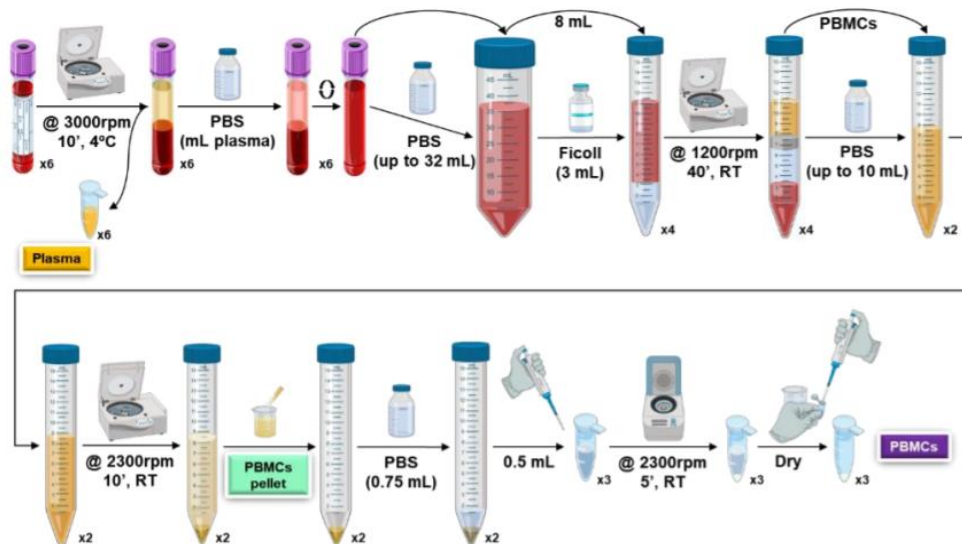 8 mL
PBMCs
@ 3000rpm
10', 4ºC
PBS
(mL plasma)
PBS
(up to 32 mL)
Ficoll
(3 mL)
@ 1200rpm
40', RT
PBS
(up to 10 mL)
x6
x6
x6
x6
x4
x4
x2
x6
Plasma
@ 2300rpm
10', RT
PBMCs
pellet
PBS
(0.75 mL)
0.5 mL
@ 2300rpm
5', RT
Dry
PBMCs
x2
x2
x2
x2
x3
x3
x3